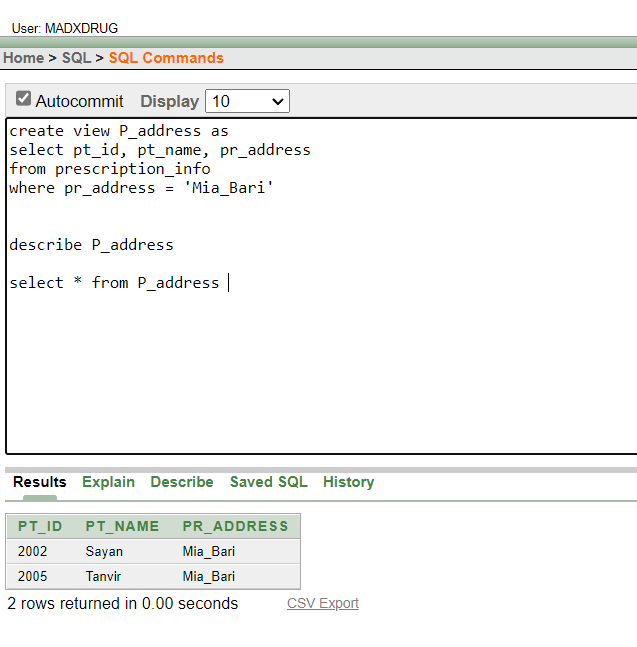 User: MADXDRUG
Home > SQL > SQL Commands
Autocommit Display 10
create view P_address as
select pt_id, pt_name, pr_address
from prescription_info
where pr_address = 'Mia_Bari'
describe P_address
select * from P_address
Results Explain Describe Saved SQL History
PT_ID PT_NAME PR_ADDRESS
2002 Sayan Mia_Bari
2005 Tanvir Mia_Bari
2 rows returned in 0.00 seconds CSV Export